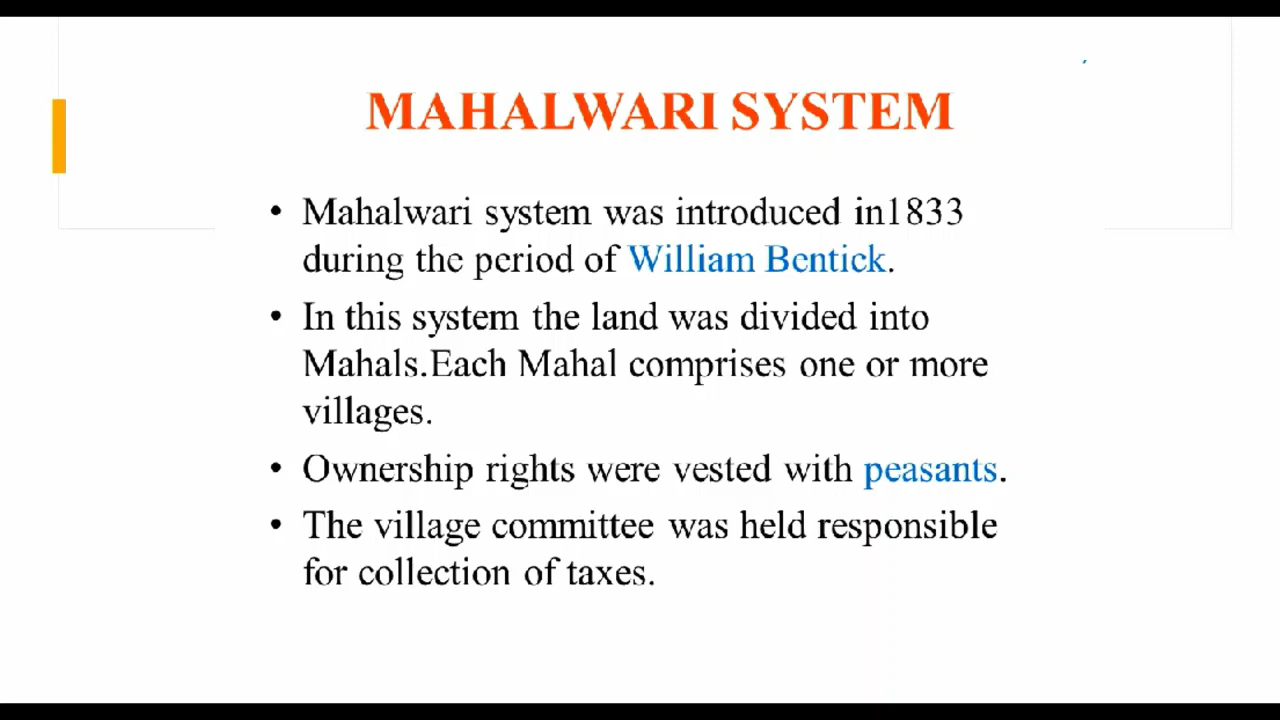 MAHALWARI SYSTEM
• Mahalwari system was introduced in1833
during the period of William Bentick.
• In this system the land was divided into
Mahals.Each Mahal comprises one or more
villages.
• Ownership rights were vested with peasants.
• The village committee was held responsible
for collection of taxes.